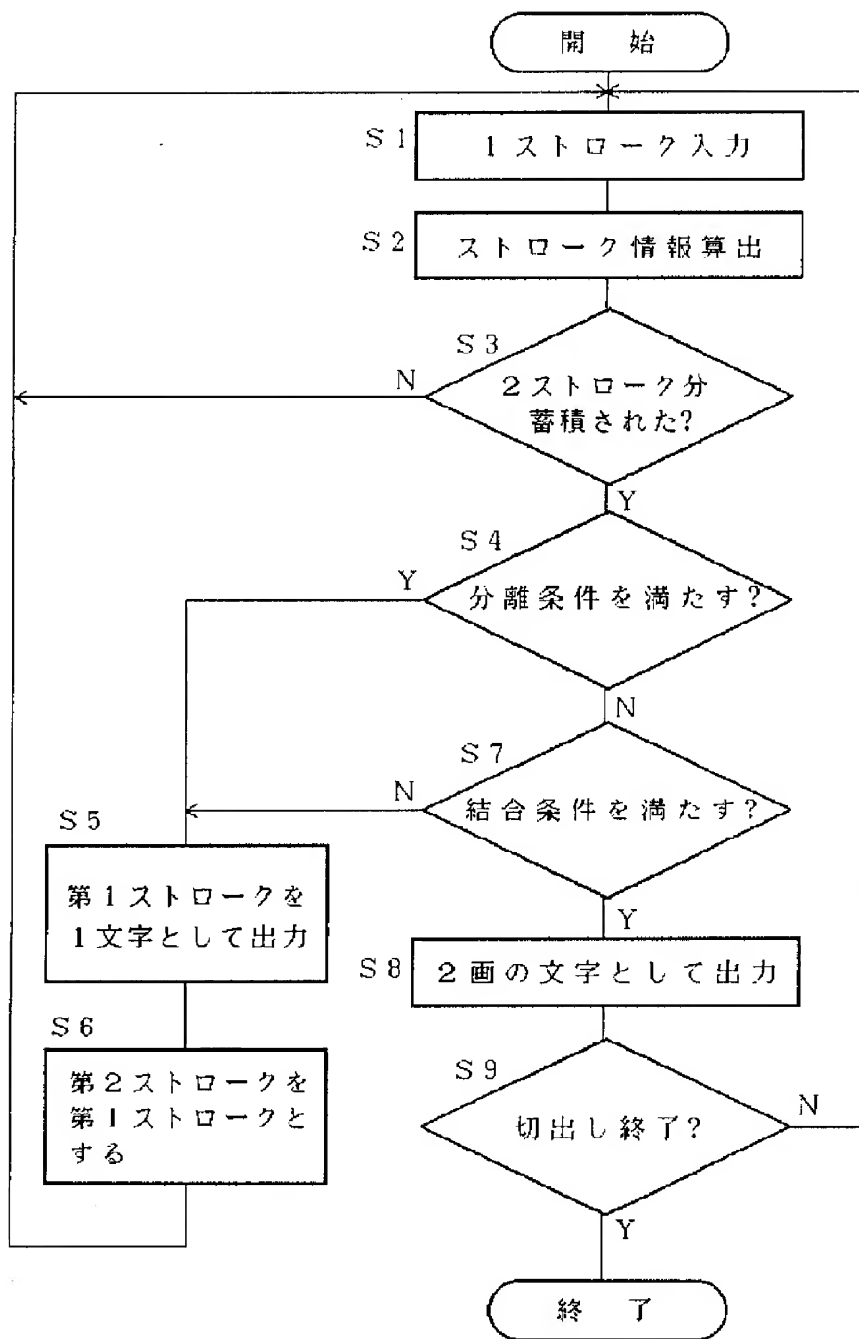 開始
S1
1ストローク入力
S2
ストローク情報算出
S3
N
2ストローク分
蓄積された?
Y
S4
Y
分離条件を満たす?
N
S7
N
結合条件を満たす?
S5
第1ストロークを
1文字として出力
Y
S8
2画の文字として出力
S6
第2ストロークを
第1ストロークと
する
S9
N
切出し終了?
Y
終了